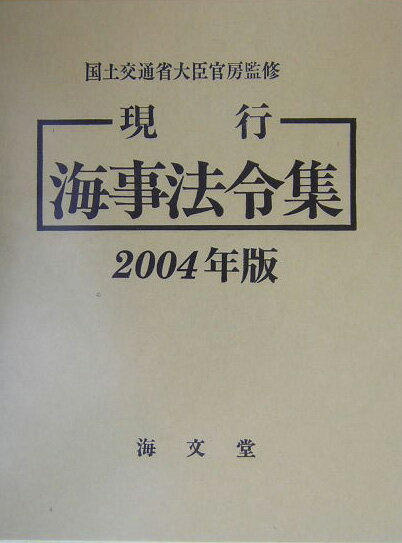 国土交通省大臣官房監修
現行
海事法令集
2004年版
海文堂